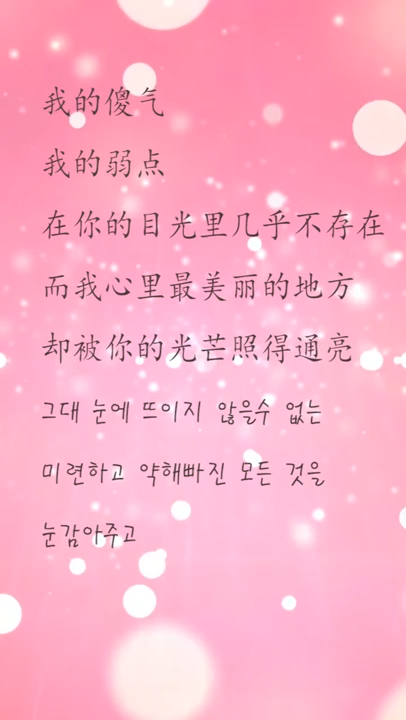 我的傻气
我的弱点
在你的目光里几乎不存在
而我心里最美丽的地方
却被你的光芒照得通亮
그대 눈에 뜨이지 않을수 없는
미련하고 약해빠진 모든 것을
눈감아주고